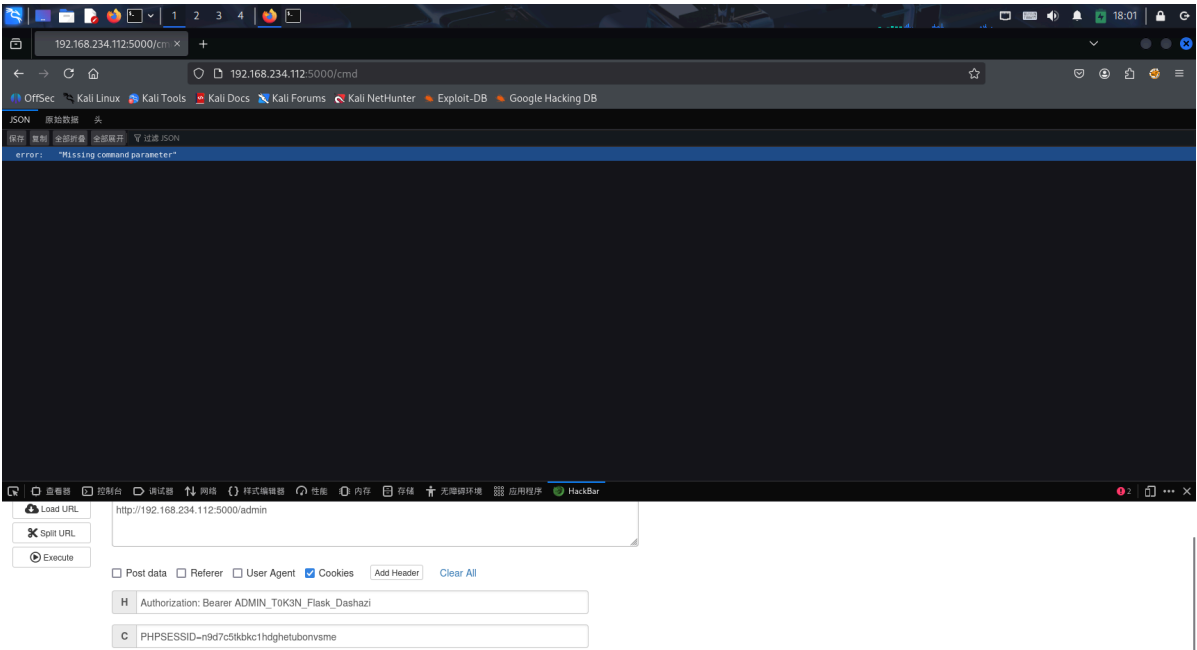 1 2 3 4 18:01
192.168.234.112:5000/cm × +
192.168.234.112:5000/cmd
OffSec Kali Linux Kali Tools Kali Docs Kali Forums Kali NetHunter Exploit-DB Google Hacking DB
JSON 原始数据 头
保存 复制 全部折叠 全部展开 过滤 JSON
error: "Missing command parameter"
查看器 控制台 调试器 网络 样式编辑器 性能 内存 存储 无障碍环境 应用程序 HackBar 2
Load URL http://192.168.234.112:5000/admin
Split URL
Execute
Post data Referer User Agent Cookies Add Header Clear All
H Authorization: Bearer ADMIN_T0K3N_Flask_Dashazi
C PHPSESSID=n9d7c5tkbkc1hdghetubonvsme